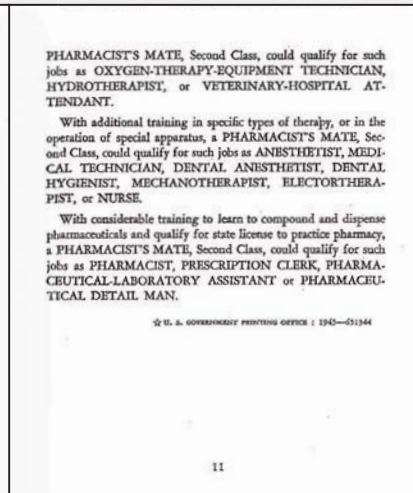 PHARMACIST'S MATE, Second Class, could qualify for such
jobs as OXYGEN-THERAPY-EQUIPMENT TECHNICIAN,
HYDROTHERAPIST, or VETERINARY-HOSPITAL AT-
TENDANT.
With additional training in specific types of therapy, or in the
operation of special apparatus, a PHARMACIST'S MATE, Sec-
ond Class, could qualify for such jobs as ANESTHETIST, MEDI-
CAL TECHNICIAN, DENTAL ANESTHETIST, DENTAL
HYGIENIST, MECHANOTHERAPIST, ELECTORTHERA-
PIST, or NURSE.
With considerable training to learn to compound and dispense
pharmaceuticals and qualify for state license to practice pharmacy,
a PHARMACIST'S MATE, Second Class, could qualify for such
jobs as PHARMACIST, PRESCRIPTION CLERK, PHARMA-
CEUTICAL-LABORATORY ASSISTANT or PHARMACEU-
TICAL DETAIL MAN.
☆ U. S. GOVERNMENT PRINTING OFFICE : 1945—651344
11